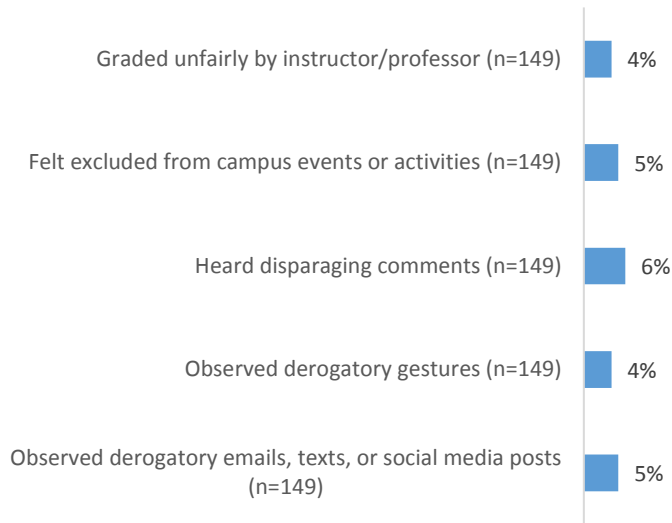 Graded unfairly by instructor/professor (n=149)
4%
Felt excluded from campus events or activities (n=149)
5%
Heard disparaging comments (n=149)
6%
Observed derogatory gestures (n=149)
4%
Observed derogatory emails, texts, or social media posts
(n=149)
5%